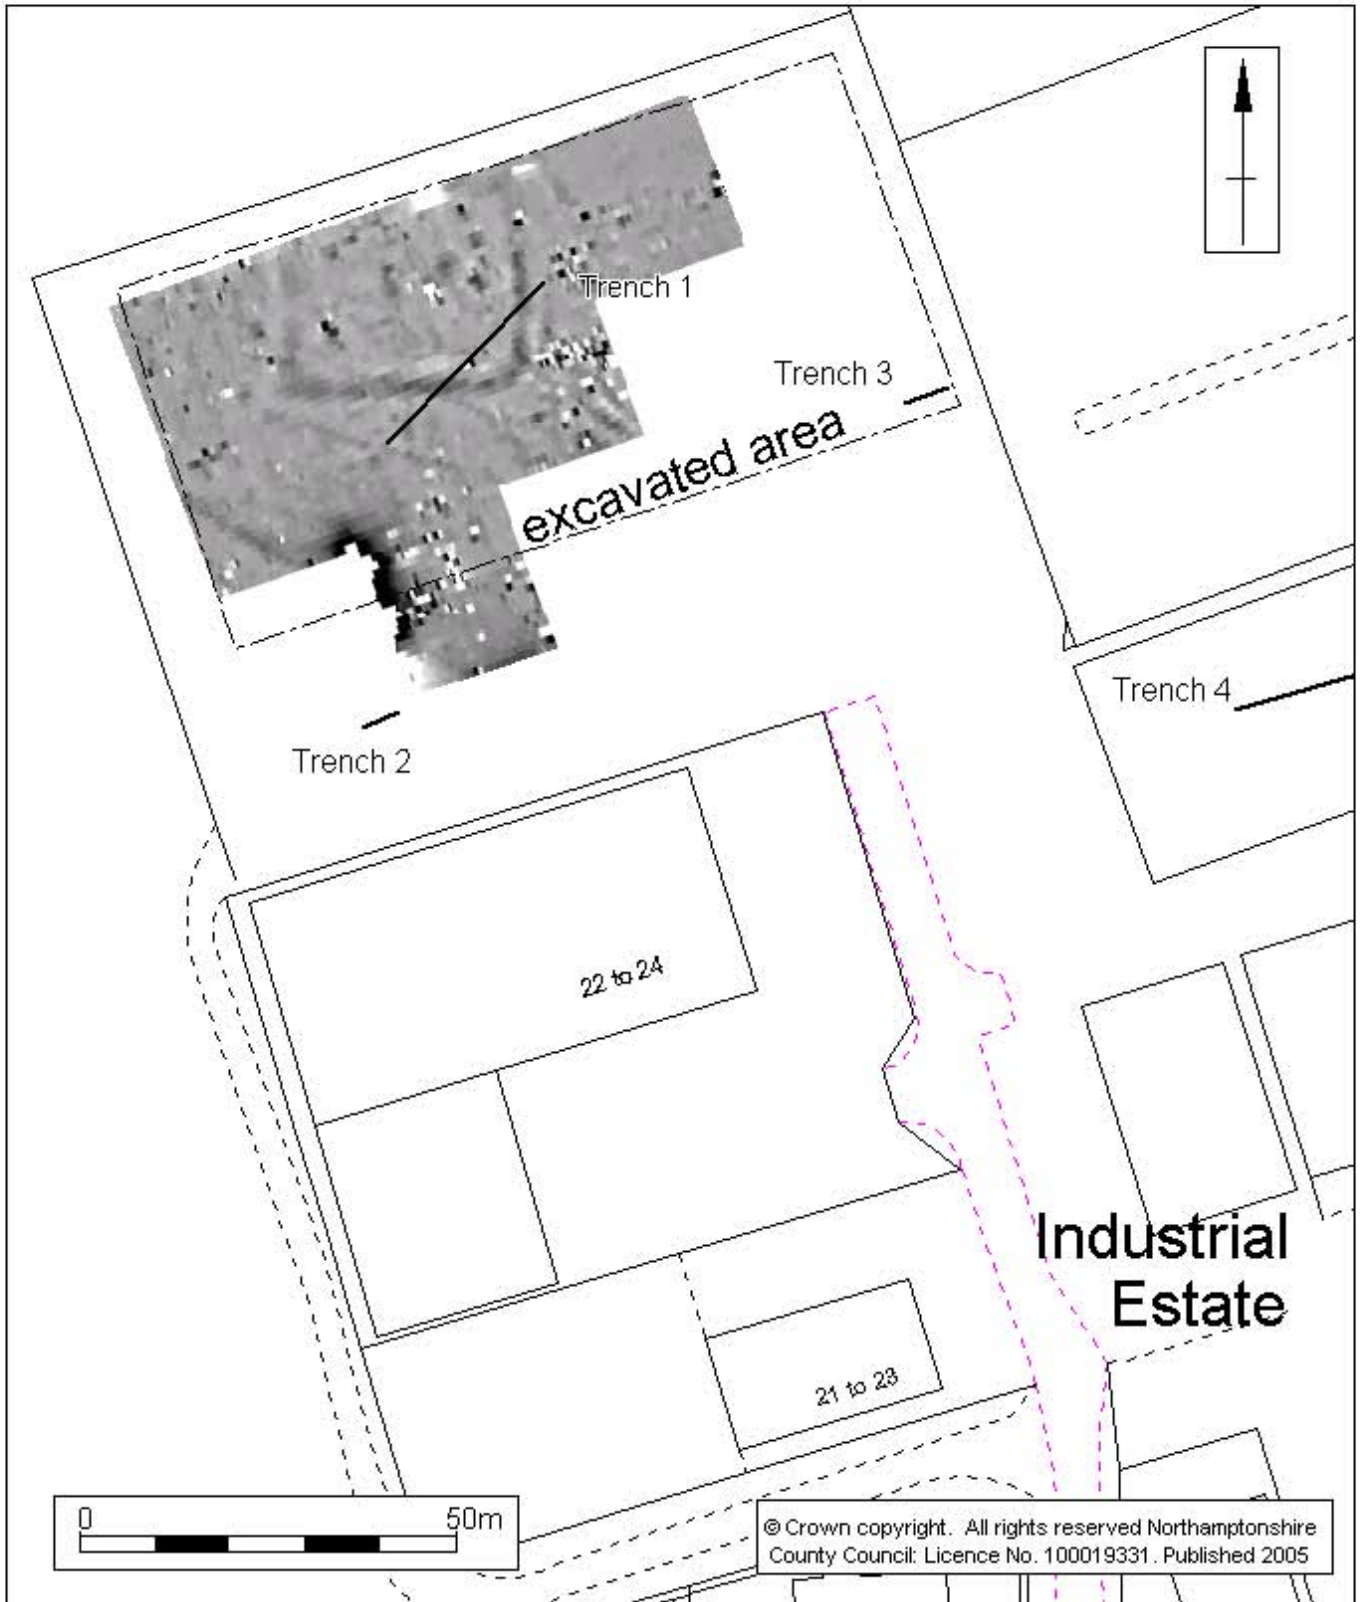 Trench 1
Trench 3
excavated area
Trench 4
Trench 2
22 to 24
Industrial
Estate
21 to 23
0 50m
© Crown copyright. All rights reserved Northamptonshire
County Council: Licence No. 100019331. Published 2005